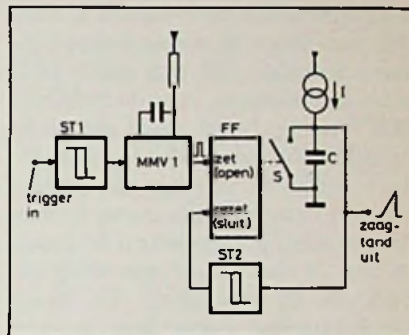 ST1
MMV 1
trigger
in
FF
zet
(open)
reset
(sluit)
S
C
I
ST2
zaag-
tand
uit